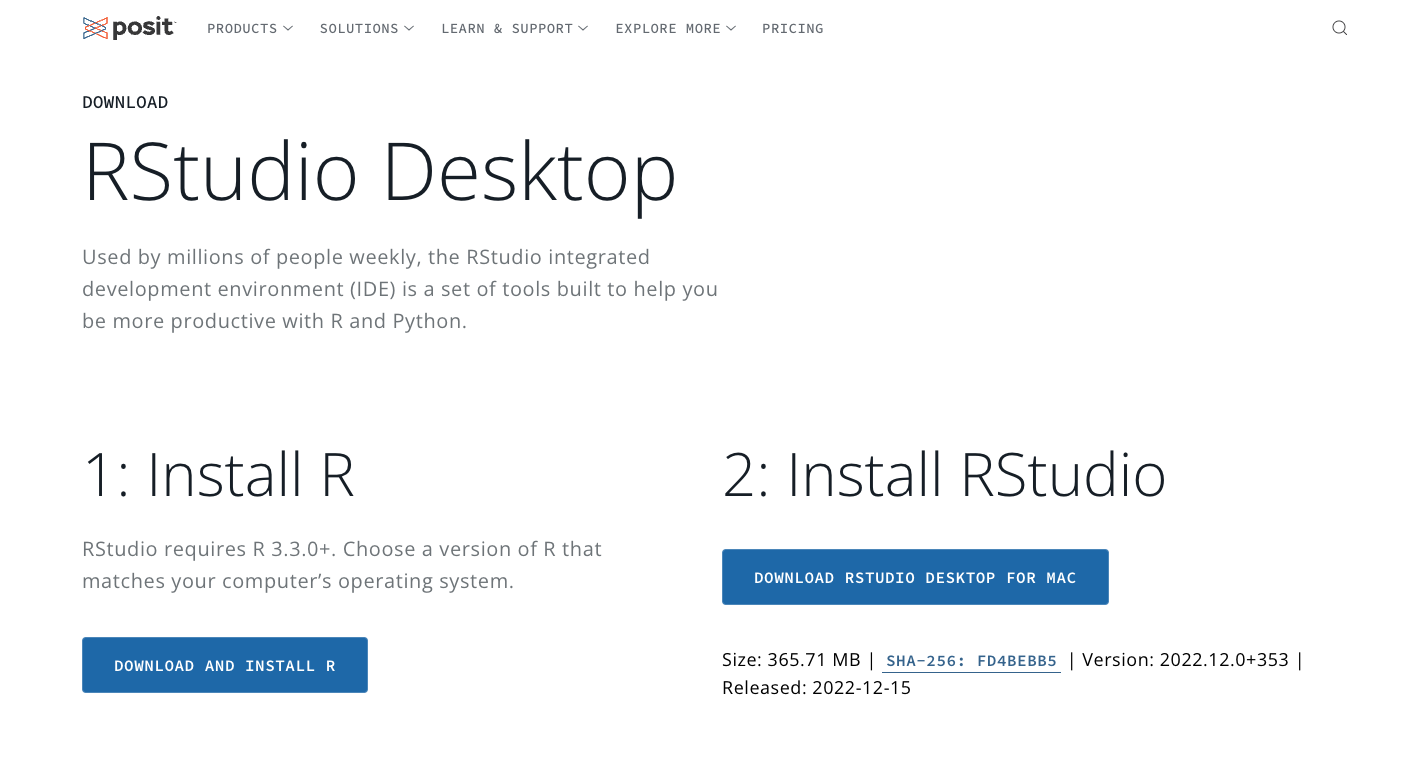 posit
PRODUCTS
SOLUTIONS
LEARN & SUPPORT
EXPLORE MORE
PRICING
DOWNLOAD
RStudio Desktop
Used by millions of people weekly, the RStudio integrated
development environment (IDE) is a set of tools built to help you
be more productive with R and Python.
1: Install R
RStudio requires R 3.3.0+. Choose a version of R that
matches your computer’s operating system.
DOWNLOAD AND INSTALL R
2: Install RStudio
DOWNLOAD RSTUDIO DESKTOP FOR MAC
Size: 365.71 MB | SHA-256: FD4BEBB5 | Version: 2022.12.0+353 |
Released: 2022-12-15